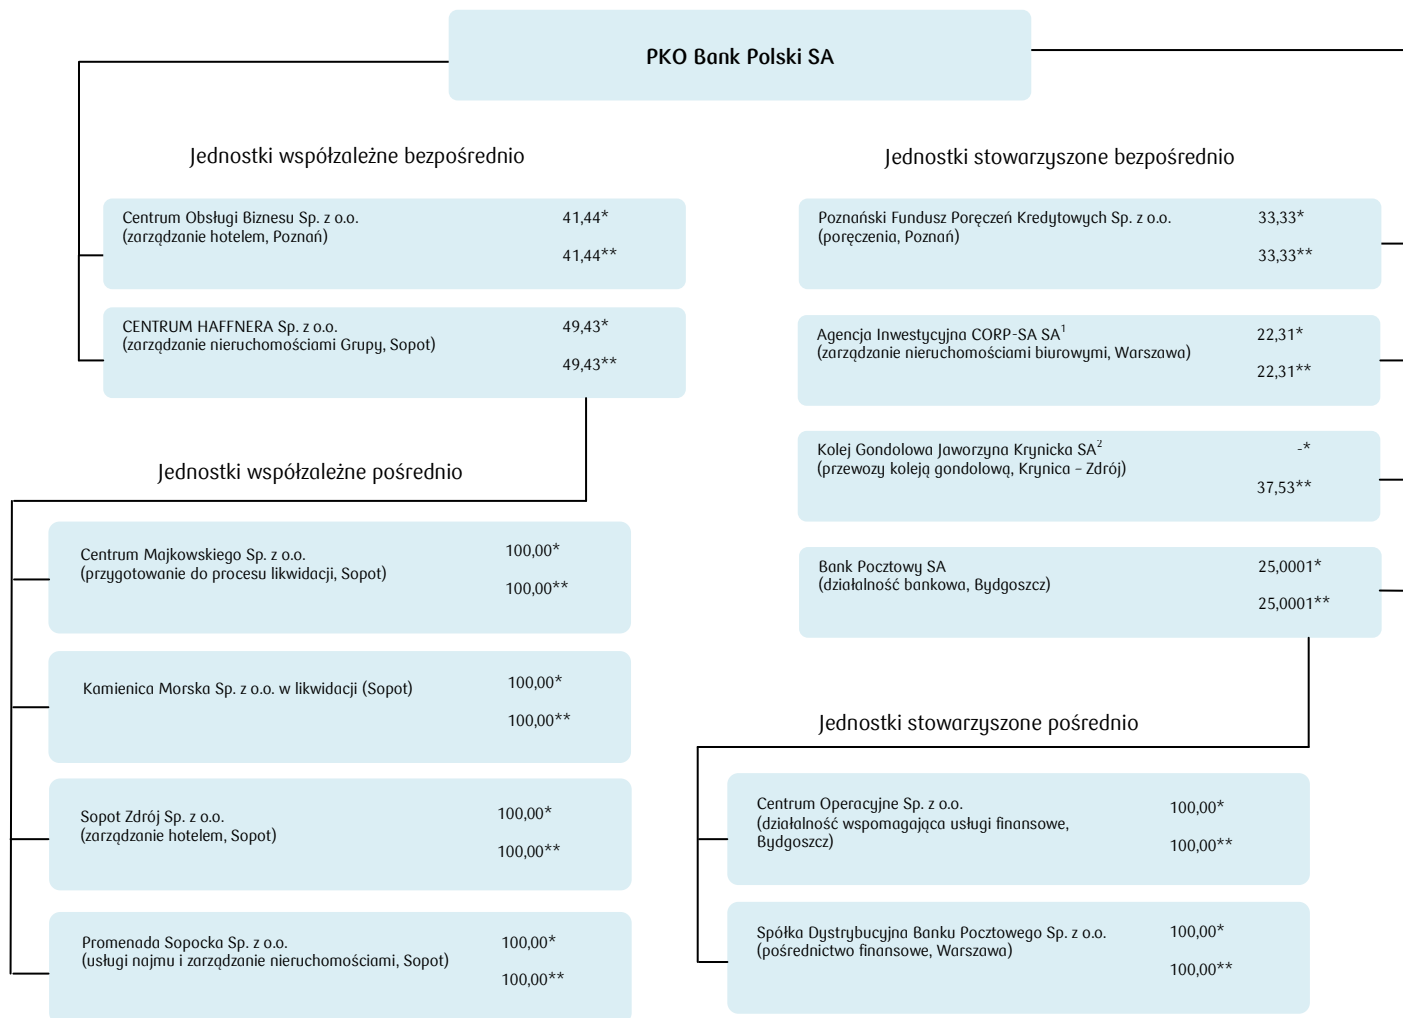 PKO Bank Polski SA
Jednostki współzależne bezpośrednio
Centrum Obsługi Biznesu Sp. z o.o.
(zarządzanie hotelem, Poznań)
41,44*
41,44**
CENTRUM HAFFNERA Sp. z o.o.
(zarządzanie nieruchomościami Grupy, Sopot)
49,43*
49,43**
Jednostki współzależne pośrednio
Centrum Majkowskiego Sp. z o.o.
(przygotowanie do procesu likwidacji, Sopot)
100,00*
100,00**
Kamienica Morska Sp. z o.o. w likwidacji (Sopot)
100,00*
100,00**
Sopot Zdrój Sp. z o.o.
(zarządzanie hotelem, Sopot)
100,00*
100,00**
Promenada Sopocka Sp. z o.o.
(usługi najmu i zarządzanie nieruchomościami, Sopot)
100,00*
100,00**
Jednostki stowarzyszone bezpośrednio
Poznański Fundusz Poręczeń Kredytowych Sp. z o.o.
(poręczenia, Poznań)
33,33*
33,33**
Agencja Inwestycyjna CORP-SA SA¹
(zarządzanie nieruchomościami biurowymi, Warszawa)
22,31*
22,31**
Kolej Gondolowa Jaworzyna Krynicka SA²
(przewozy koleją gondolową, Krynica – Zdrój)
-*
37,53**
Bank Pocztowy SA
(działalność bankowa, Bydgoszcz)
25,0001*
25,0001**
Jednostki stowarzyszone pośrednio
Centrum Operacyjne Sp. z o.o.
(działalność wspomagająca usługi finansowe,
Bydgoszcz)
100,00*
100,00**
Spółka Dystrybucyjna Banku Pocztowego Sp. z o.o.
(pośrednictwo finansowe, Warszawa)
100,00*
100,00**